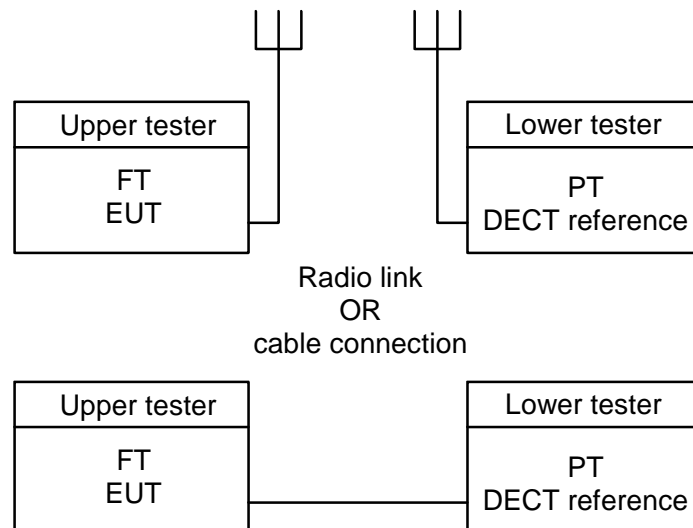 Upper tester
Lower tester
FT
EUT
PT
DECT reference
Radio link
OR
cable connection
Upper tester
Lower tester
FT
EUT
PT
DECT reference